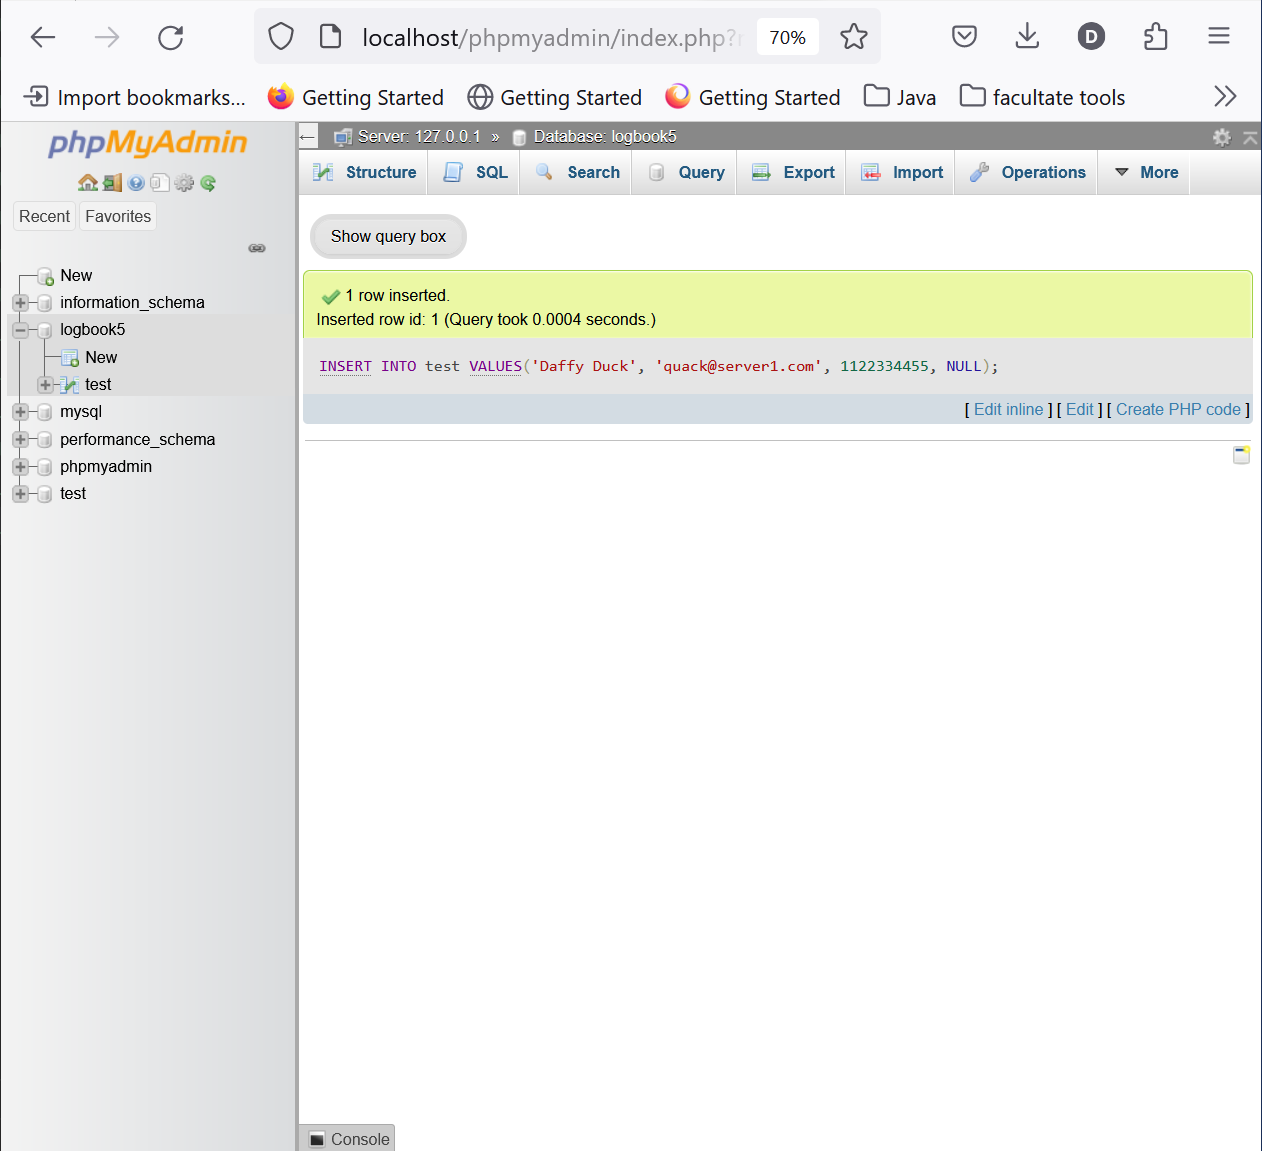 localhost/phpmyadmin/index.php? 70%
D
Import bookmarks... Getting Started Getting Started Getting Started Java facultate tools
phpMyAdmin
Recent Favorites
New
information_schema
logbook5
New
test
mysql
performance_schema
phpmyadmin
test
← Server: 127.0.0.1 » Database: logbook5
Structure SQL Search Query Export Import Operations More
Show query box
1 row inserted.
Inserted row id: 1 (Query took 0.0004 seconds.)
INSERT INTO test VALUES('Daffy Duck', 'quack@server1.com', 1122334455, NULL);
[ Edit inline ] [ Edit ] [ Create PHP code ]
Console